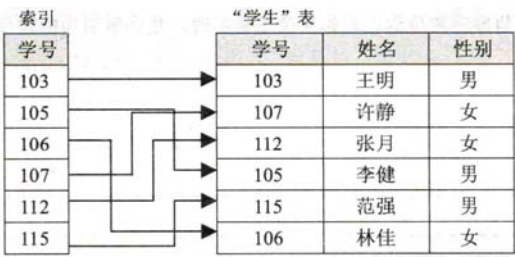 索引 “学生”表
学号 学号 姓名 性别
103 103 王明 男
105 107 许静 女
106 112 张月 女
107 105 李健 男
112 115 范强 男
115 106 林佳 女